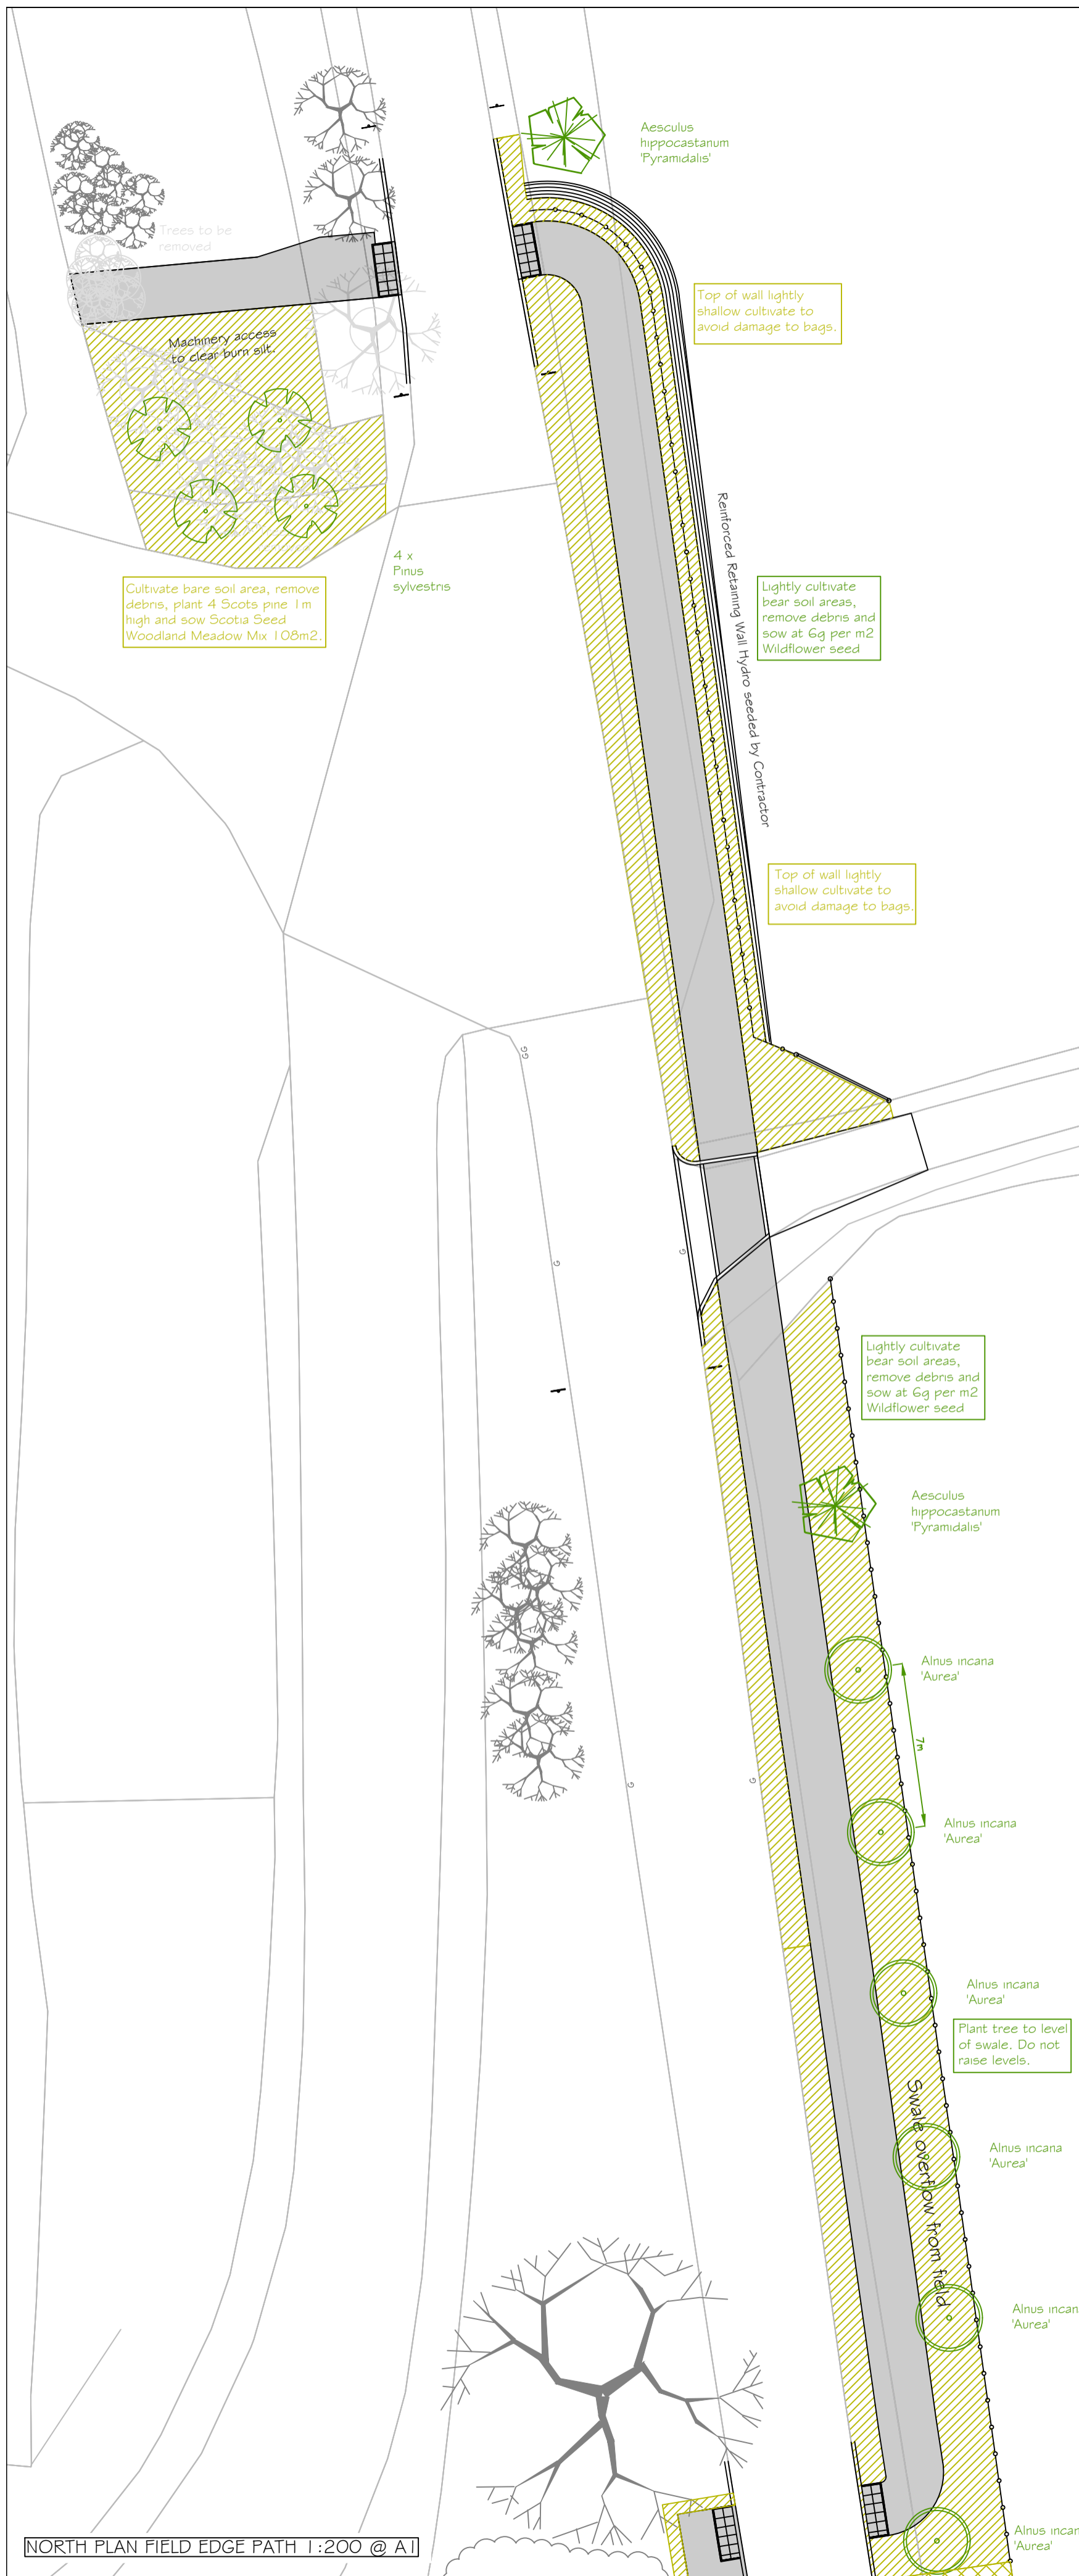 Aesculus
hippocastanum
'Pyramidalis'
Trees to be
removed
Top of wall lightly
shallow cultivate to
avoid damage to bags.
Machinery access
to clear burn silt.
Reinforced Retaining Wall Hydro seeded by Contractor
4 x
Pinus
sylvestris
Cultivate bare soil area, remove
debris, plant 4 Scots pine 1m
high and sow Scotia Seed
Woodland Meadow Mix 108m2.
Lightly cultivate
bear soil areas,
remove debris and
sow at 6g per m2
Wildflower seed
Top of wall lightly
shallow cultivate to
avoid damage to bags.
GG
G
G
Lightly cultivate
bear soil areas,
remove debris and
sow at 6g per m2
Wildflower seed
Aesculus
hippocastanum
'Pyramidalis'
Alnus incana
'Aurea'
7m
G
G
Alnus incana
'Aurea'
Alnus incana
'Aurea'
Plant tree to level
of swale. Do not
raise levels.
Swale overflow from field
Alnus incana
'Aurea'
Alnus incan
'Aurea'
Alnus incan
'Aurea'
NORTH PLAN FIELD EDGE PATH 1:200 @ A1